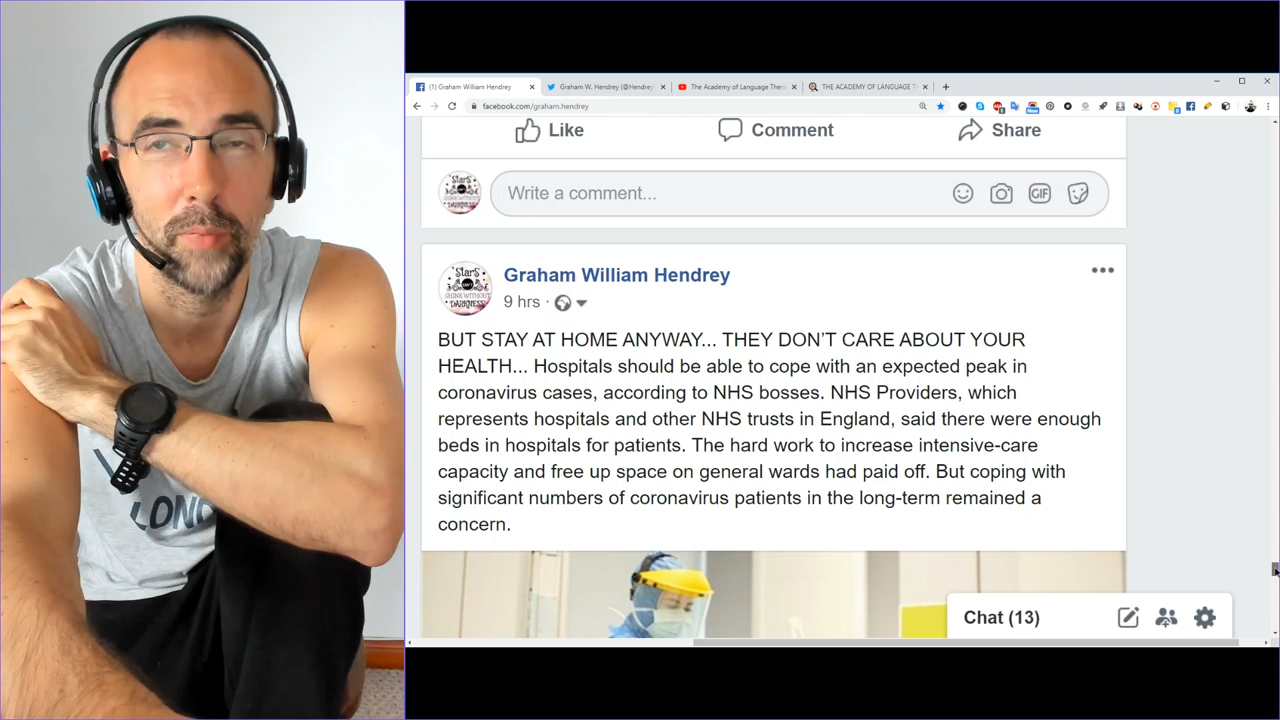 (1) Graham William Hendrey
Graham W. Hendrey (@Hendrey
The Academy of Language Ther
THE ACADEMY OF LANGUAGE T
facebook.com/graham.hendrey
Like
Comment
Share
Write a comment...
GIF
Graham William Hendrey
9 hrs ·
BUT STAY AT HOME ANYWAY... THEY DON'T CARE ABOUT YOUR
HEALTH... Hospitals should be able to cope with an expected peak in
coronavirus cases, according to NHS bosses. NHS Providers, which
represents hospitals and other NHS trusts in England, said there were enough
beds in hospitals for patients. The hard work to increase intensive-care
capacity and free up space on general wards had paid off. But coping with
significant numbers of coronavirus patients in the long-term remained a
concern.
Chat (13)